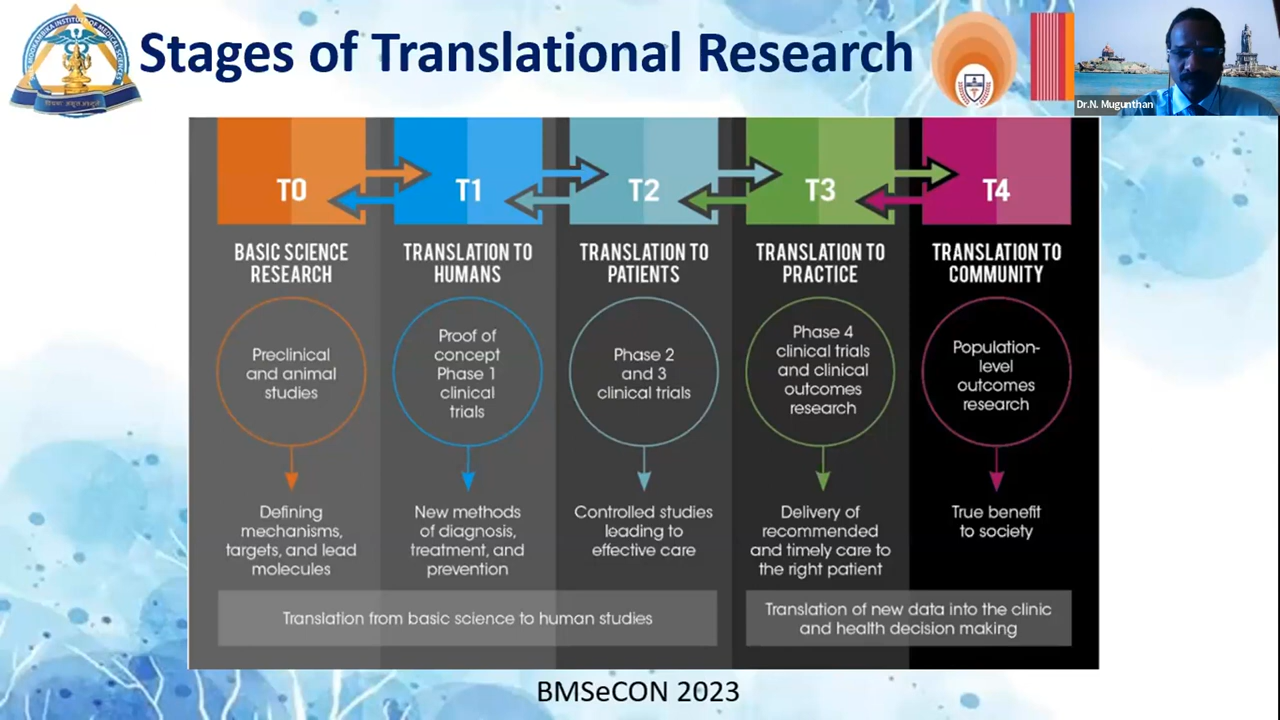 Stages of Translational Research
Dr.N. Mugunthan
T0
T1
T2
T3
T4
BASIC SCIENCE
RESEARCH
TRANSLATION TO
HUMANS
TRANSLATION TO
PATIENTS
TRANSLATION TO
PRACTICE
TRANSLATION TO
COMMUNITY
Preclinical
and animal
studies
Proof of
concept
Phase 1
clinical
trials
Phase 2
and 3
clinical trials
Phase 4
clinical trials
and clinical
outcomes
research
Population-
level
outcomes
research
Defining
mechanisms,
targets, and lead
molecules
New methods
of diagnosis,
treatment, and
prevention
Controlled studies
leading to
effective care
Delivery of
recommended
and timely care to
the right patient
True benefit
to society
Translation from basic science to human studies
Translation of new data into the clinic
and health decision making
BMSeCON 2023